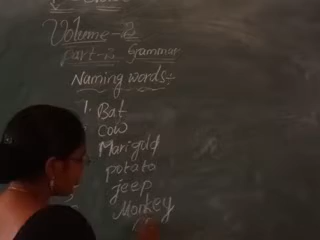 Volume-2
part-2 Grammar
Naming words:-
1. Bat
Cow
Marigold
potato
jeep
Monkey